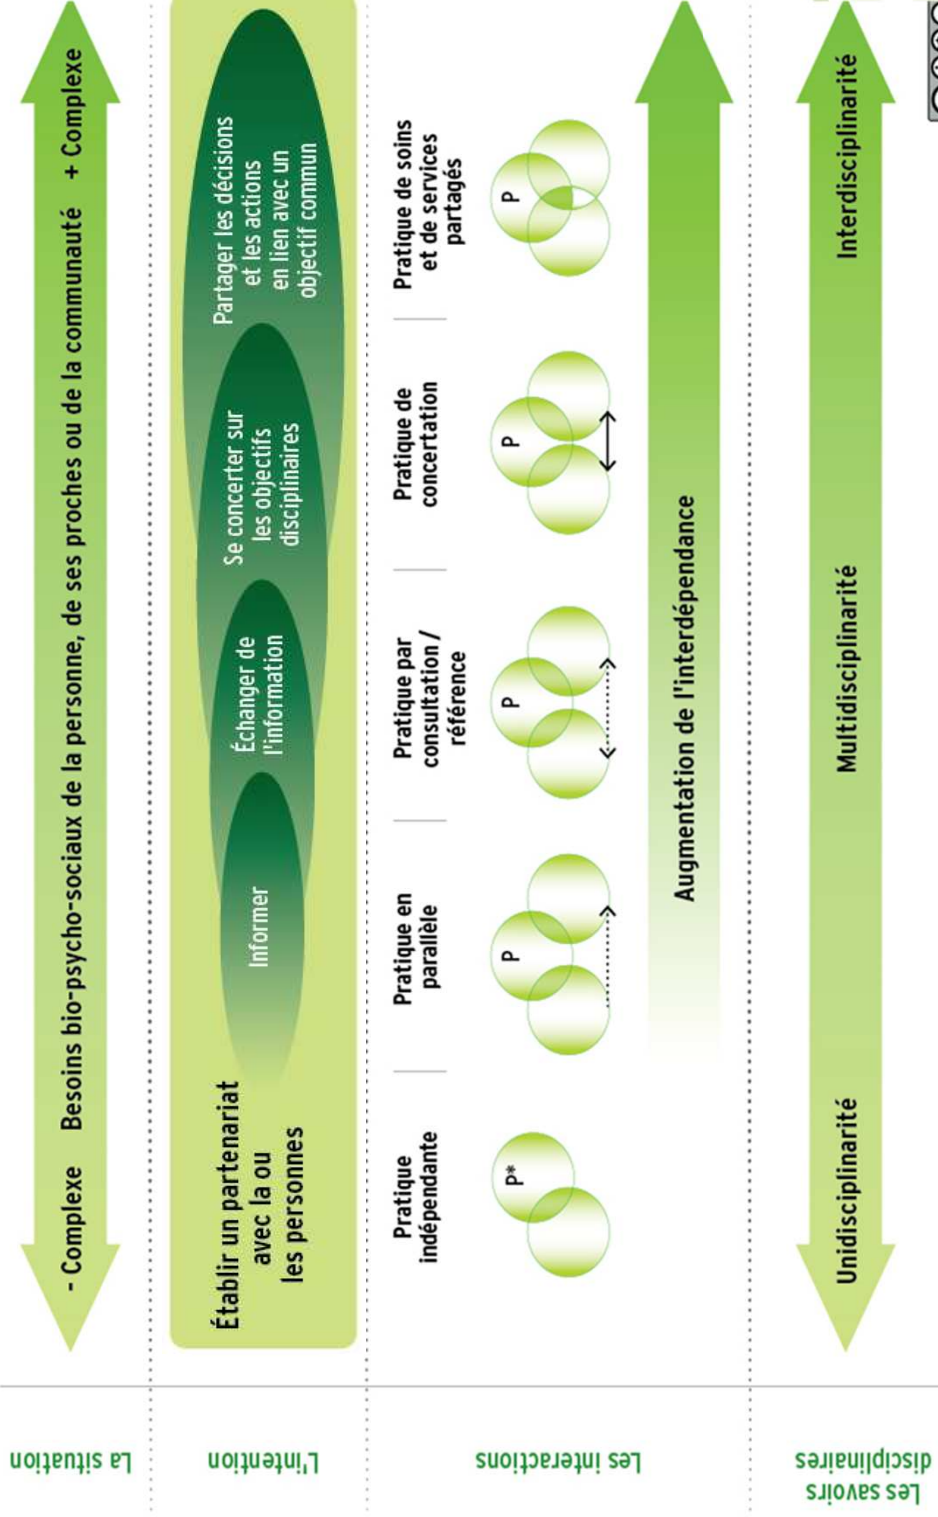 La situation
- Complexe Besoins bio-psycho-sociaux de la personne, de ses proches ou de la communauté + Complexe
L'intention
Établir un partenariat
avec la ou
les personnes
Informer
Échanger de
l'information
Se concerter sur
les objectifs
disciplinaires
Partager les décisions
et les actions
en lien avec un
objectif commun
Les interactions
Pratique
indépendante
Pratique en
parallèle
Pratique par
consultation /
référence
Pratique de
concertation
Pratique de soins
et de services
partagés
P*
P
P
P
P
Augmentation de l'interdépendance
Les savoirs
disciplinaires
Unidisciplinarité
Multidisciplinarité
Interdisciplinarité